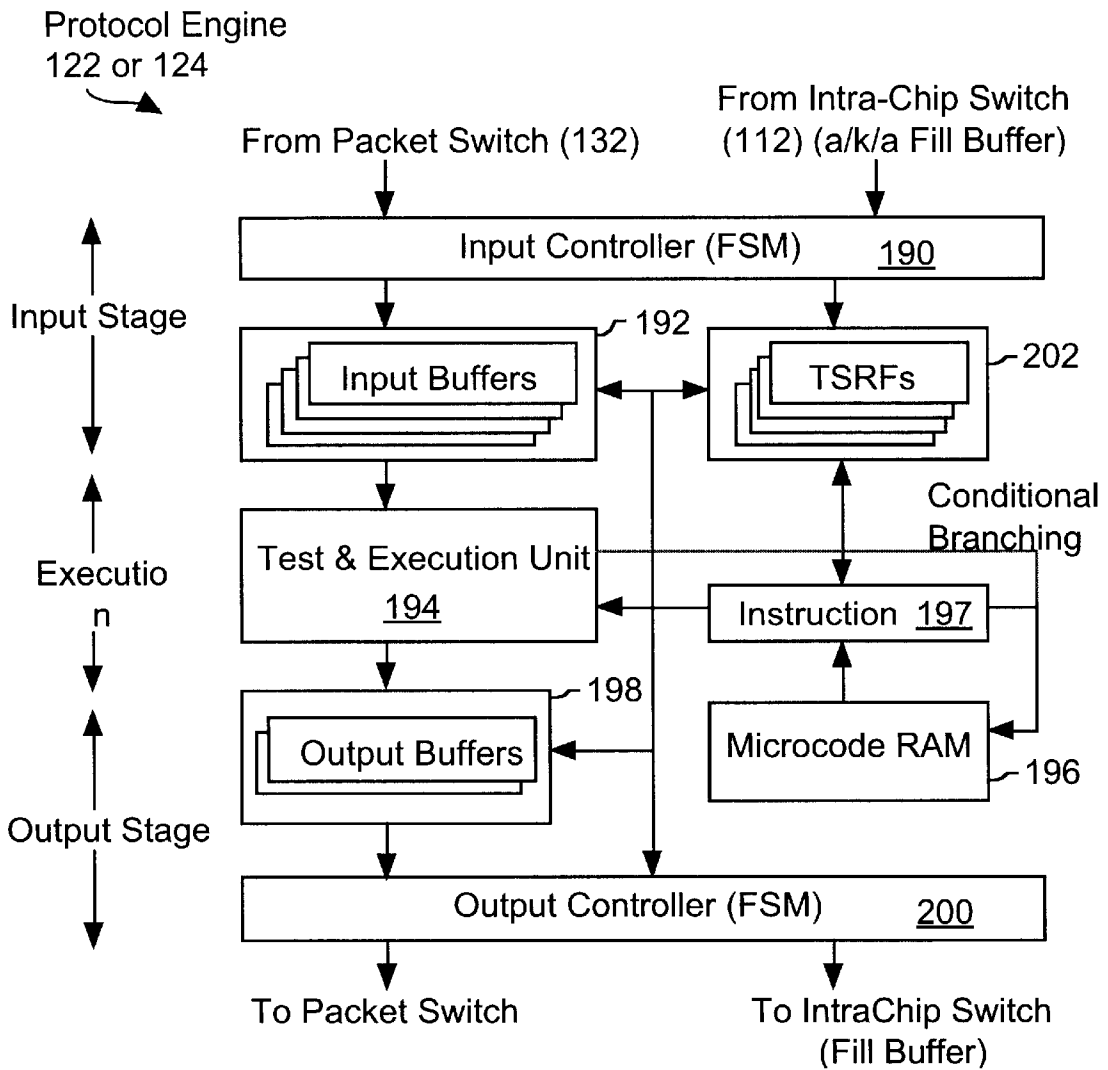 Protocol Engine
122 or 124
From Packet Switch (132)
From Intra-Chip Switch
(112) (a/k/a Fill Buffer)
Input Controller (FSM) 190
Input Stage
192
Input Buffers
202
TSRFs
Conditional
Branching
Executio
n
Test & Execution Unit
194
Instruction 197
198
Output Buffers
Microcode RAM
196
Output Stage
Output Controller (FSM) 200
To Packet Switch
To IntraChip Switch
(Fill Buffer)